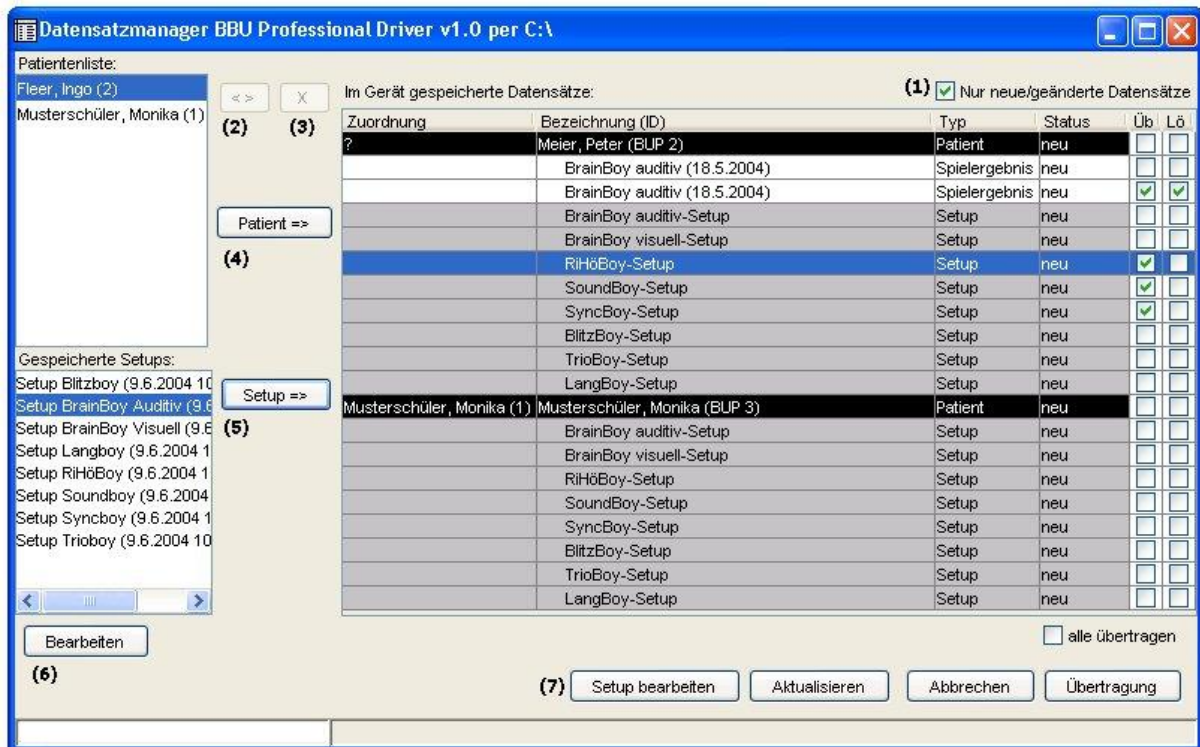 Datensatzmanager BBU Professional Driver v1.0 per C:\
Patientenliste:
Fleer, Ingo (2)
Musterschüler, Monika (1)
< >
X
(2)
(3)
Im Gerät gespeicherte Datensätze:
(1) Nur neue/geänderte Datensätze
Zuordnung Bezeichnung (ID) Typ Status Üb Lö
? Meier, Peter (BUP 2) Patient neu
BrainBoy auditiv (18.5.2004) Spielergebnis neu
BrainBoy auditiv (18.5.2004) Spielergebnis neu
BrainBoy auditiv-Setup Setup neu
BrainBoy visuell-Setup Setup neu
RiHöBoy-Setup Setup neu
SoundBoy-Setup Setup neu
SyncBoy-Setup Setup neu
BlitzBoy-Setup Setup neu
TrioBoy-Setup Setup neu
LangBoy-Setup Setup neu
Musterschüler, Monika (1) Musterschüler, Monika (BUP 3) Patient neu
BrainBoy auditiv-Setup Setup neu
BrainBoy visuell-Setup Setup neu
RiHöBoy-Setup Setup neu
SoundBoy-Setup Setup neu
SyncBoy-Setup Setup neu
BlitzBoy-Setup Setup neu
TrioBoy-Setup Setup neu
LangBoy-Setup Setup neu
Patient =>
(4)
Gespeicherte Setups:
Setup Blitzboy (9.6.2004 10
Setup BrainBoy Auditiv (9.6
Setup BrainBoy Visuell (9.6
Setup Langboy (9.6.2004 1
Setup RiHöBoy (9.6.2004 1
Setup Soundboy (9.6.2004
Setup Syncboy (9.6.2004 1
Setup Trioboy (9.6.2004 10
Setup =>
(5)
Bearbeiten
(6)
alle übertragen
(7) Setup bearbeiten Aktualisieren Abbrechen Übertragung